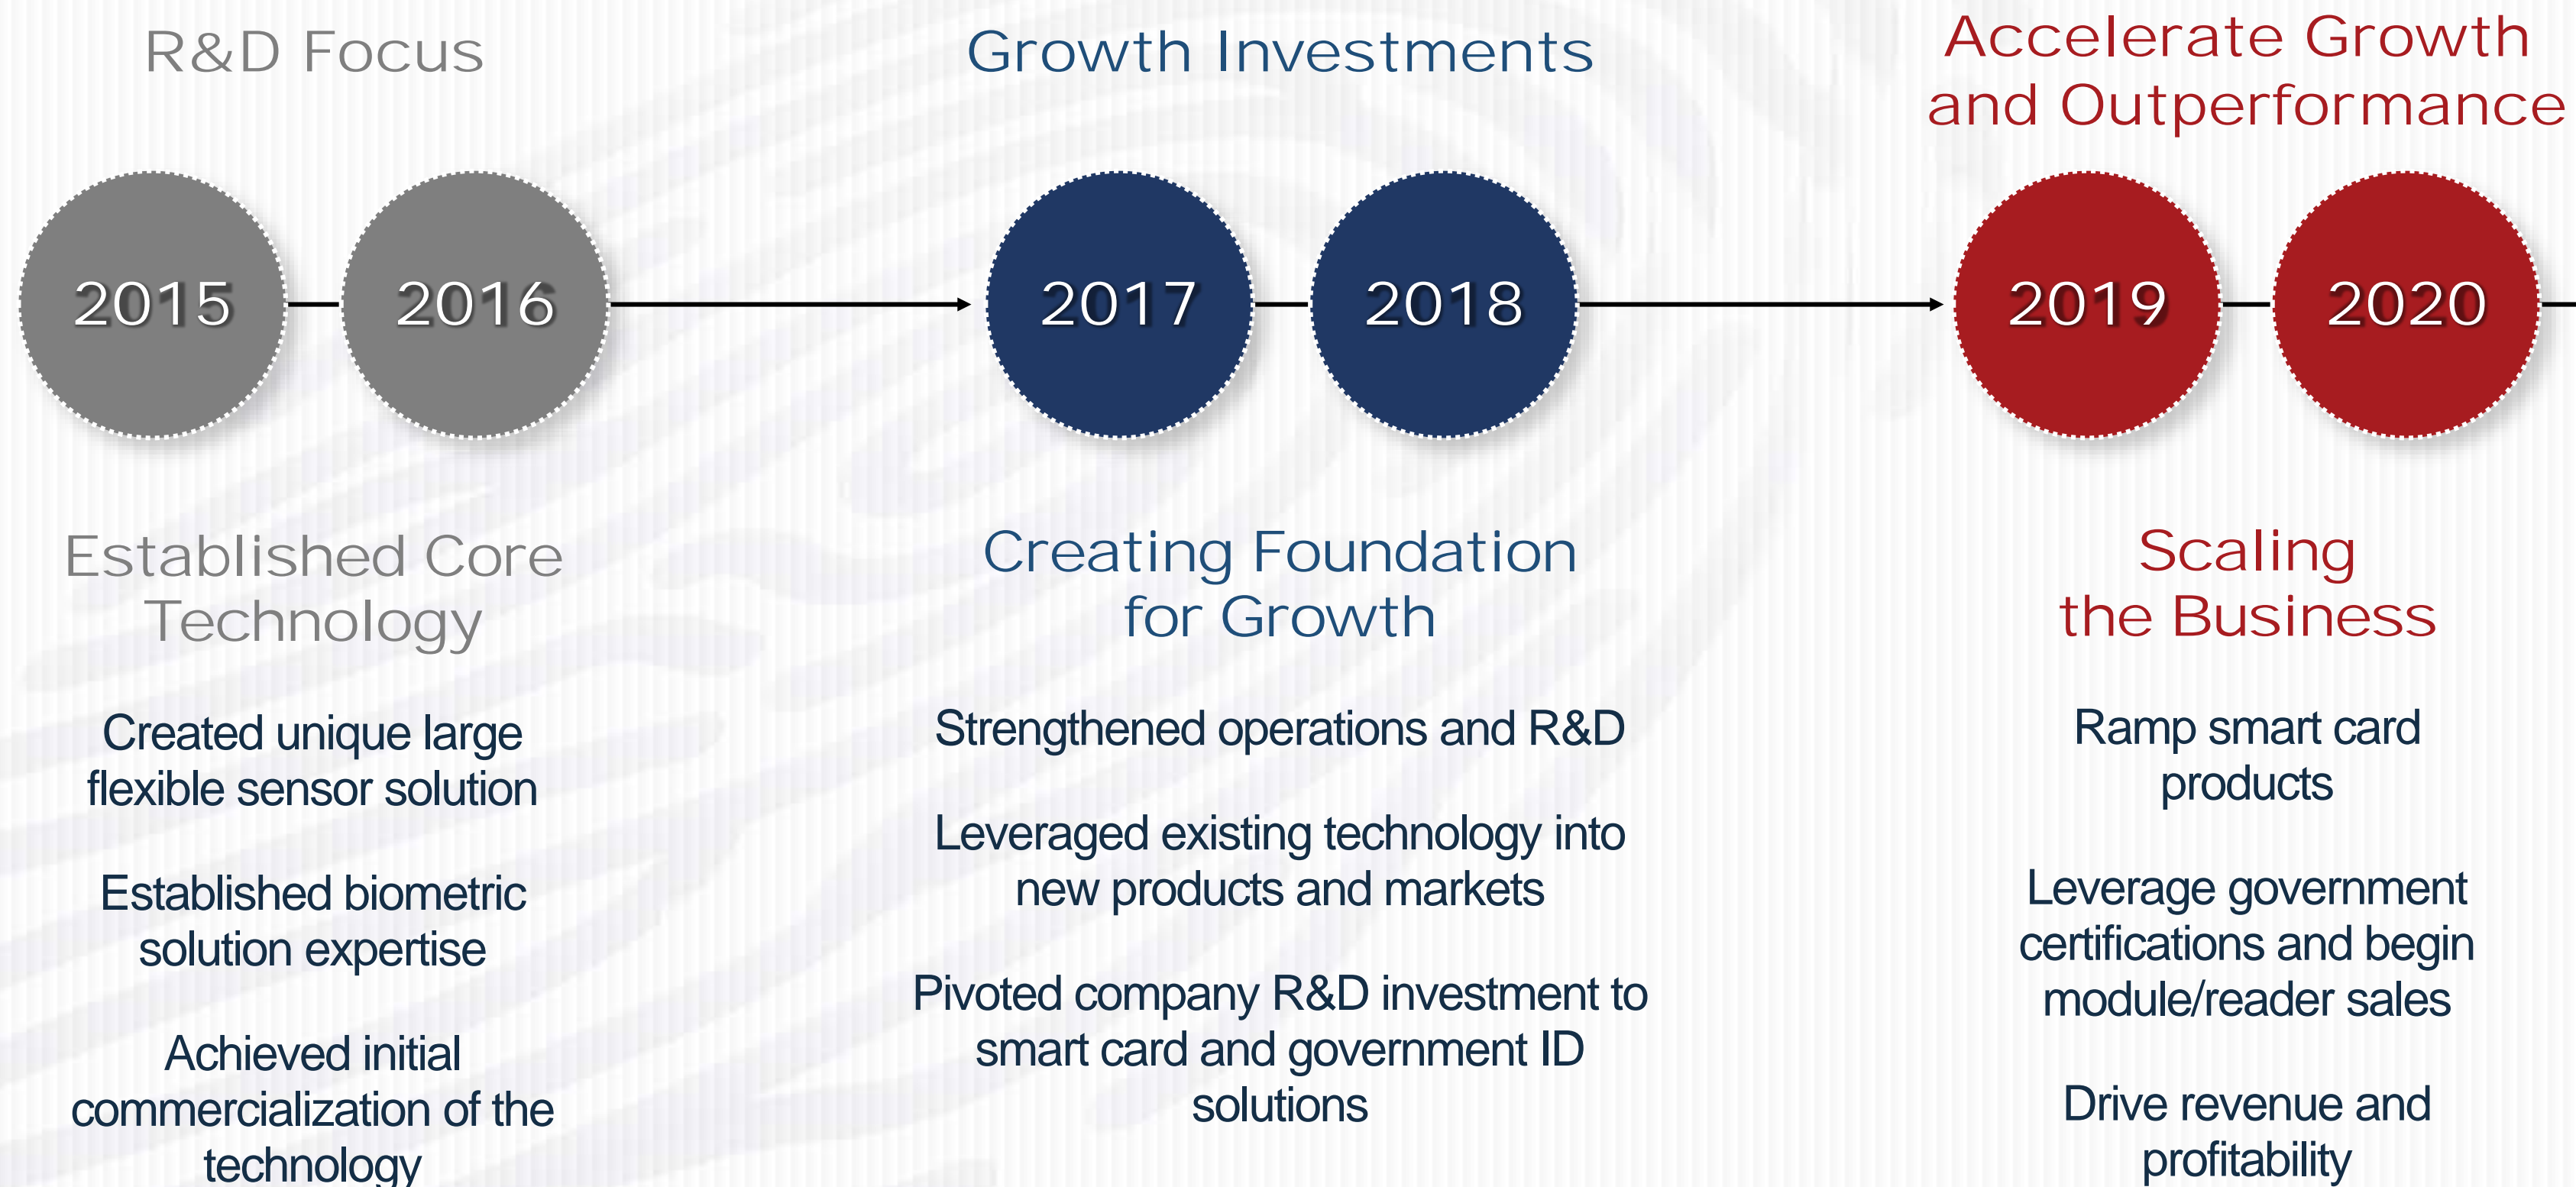 R&D Focus
Growth Investments
Accelerate Growth
and Outperformance
2015
2016
2017
2018
2019
2020
Established Core
Technology
Created unique large
flexible sensor solution
Established biometric
solution expertise
Achieved initial
commercialization of the
technology
Creating Foundation
for Growth
Strengthened operations and R&D
Leveraged existing technology into
new products and markets
Pivoted company R&D investment to
smart card and government ID
solutions
Scaling
the Business
Ramp smart card
products
Leverage government
certifications and begin
module/reader sales
Drive revenue and
profitability